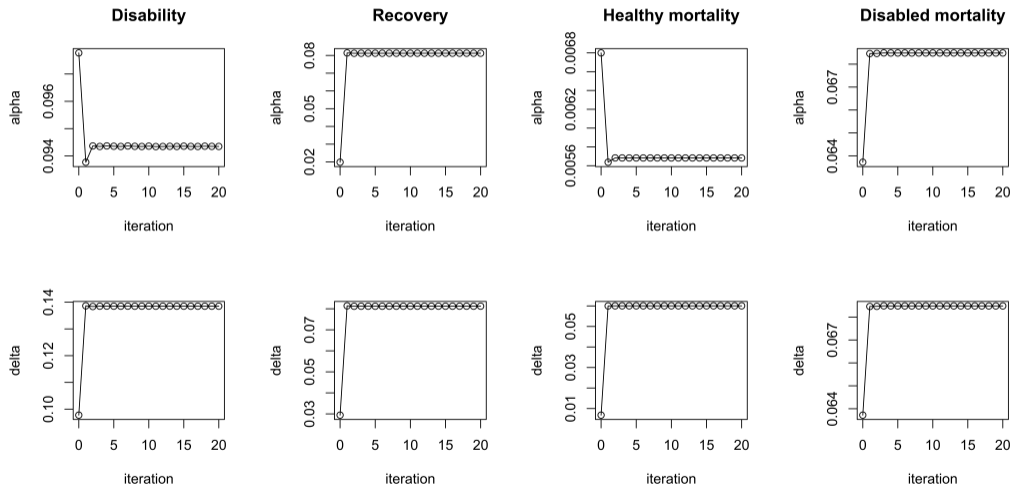 Disability
alpha
0.094 0.096
0 5 10 15 20
iteration
Recovery
alpha
0.02 0.05 0.08
0 5 10 15 20
iteration
Healthy mortality
alpha
0.0056 0.0062 0.0068
0 5 10 15 20
iteration
Disabled mortality
alpha
0.064 0.067
0 5 10 15 20
iteration
delta
0.10 0.12 0.14
0 5 10 15 20
iteration
delta
0.03 0.05 0.07
0 5 10 15 20
iteration
delta
0.01 0.03 0.05
0 5 10 15 20
iteration
delta
0.064 0.067
0 5 10 15 20
iteration